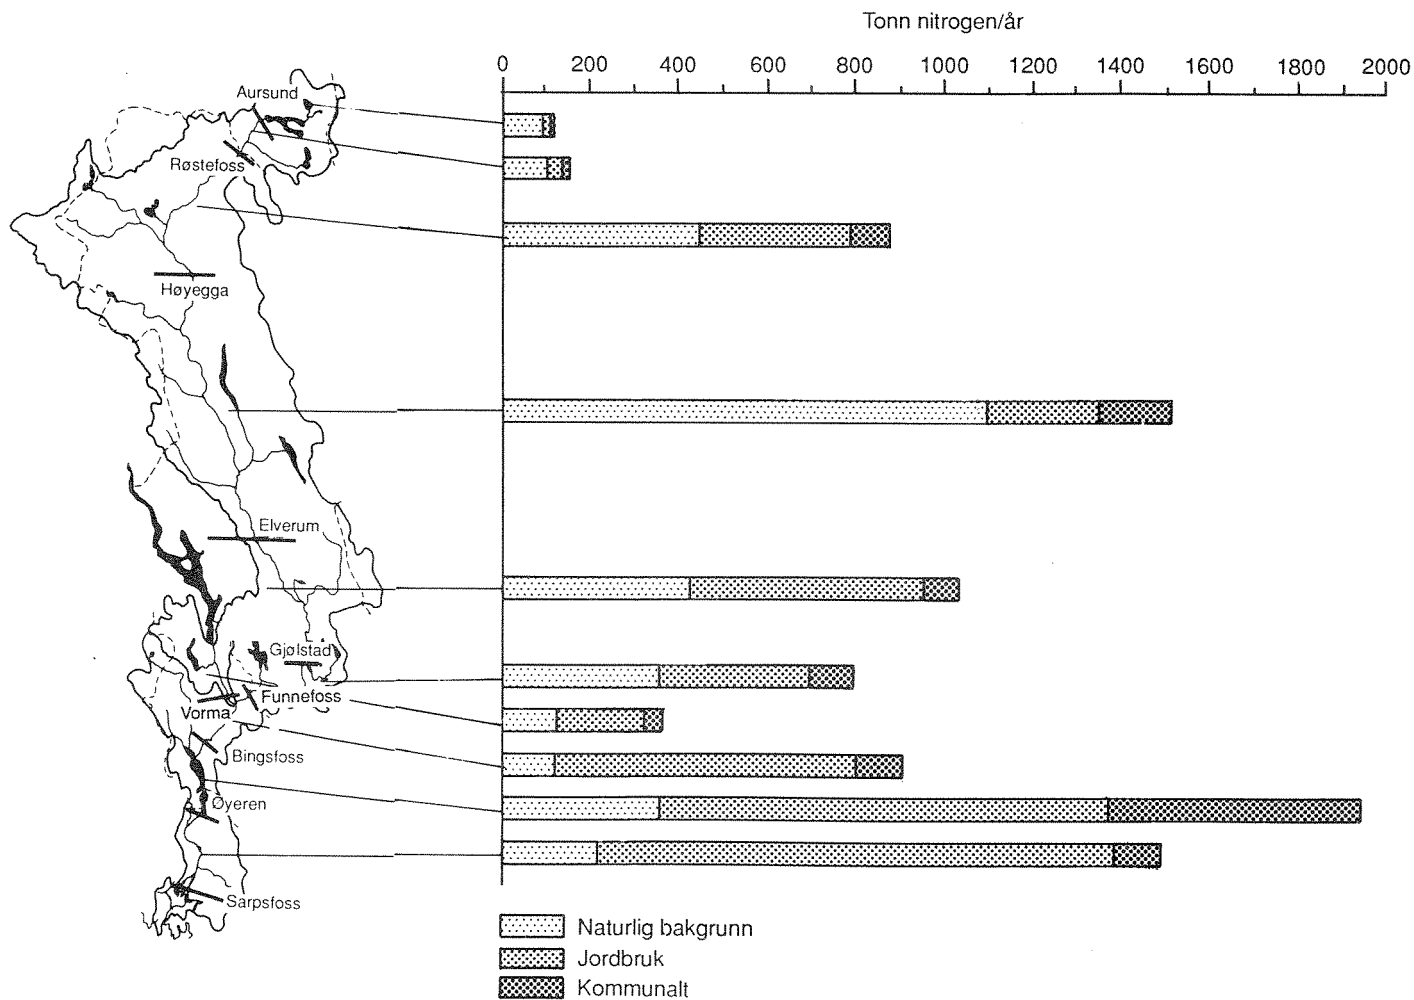 Tonn nitrogen/år
0 200 400 600 800 1000 1200 1400 1600 1800 2000
Aursund
Røstefoss
Høyegga
Elverum
Gjølstad
Funnefoss
Vorma
Bingsfoss
Øyeren
Sarpsfoss
Naturlig bakgrunn
Jordbruk
Kommunalt